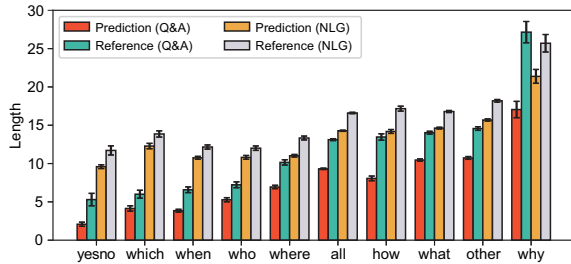 30
25
20
15
10
5
0
Length
Prediction (Q&A) Prediction (NLG)
Reference (Q&A) Reference (NLG)
yesno which when who where all how what other why